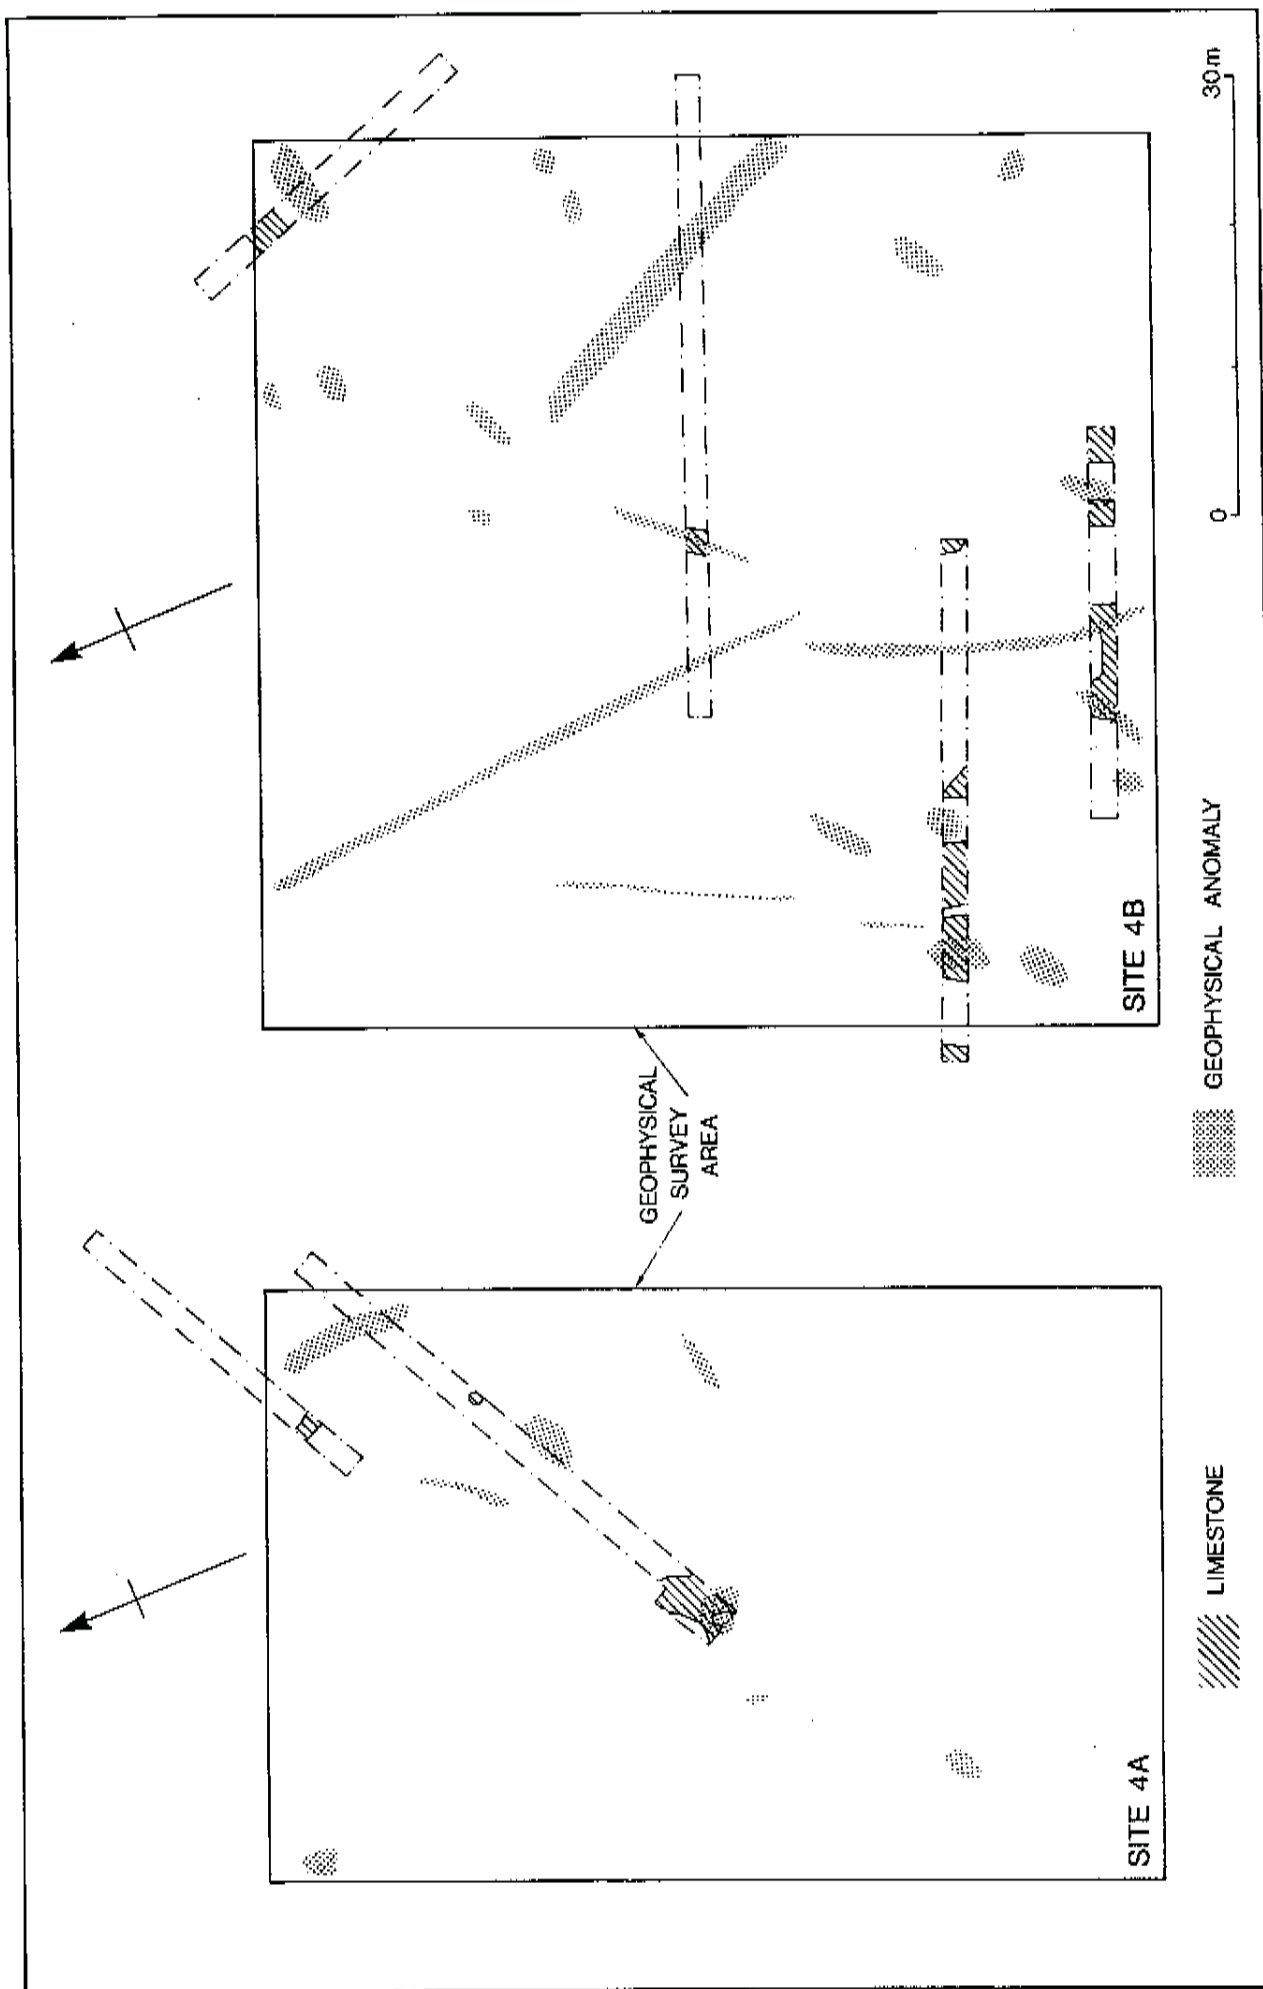 GEOPHYSICAL
SURVEY
AREA
SITE 4A
SITE 4B
LIMESTONE
GEOPHYSICAL ANOMALY
0
30m